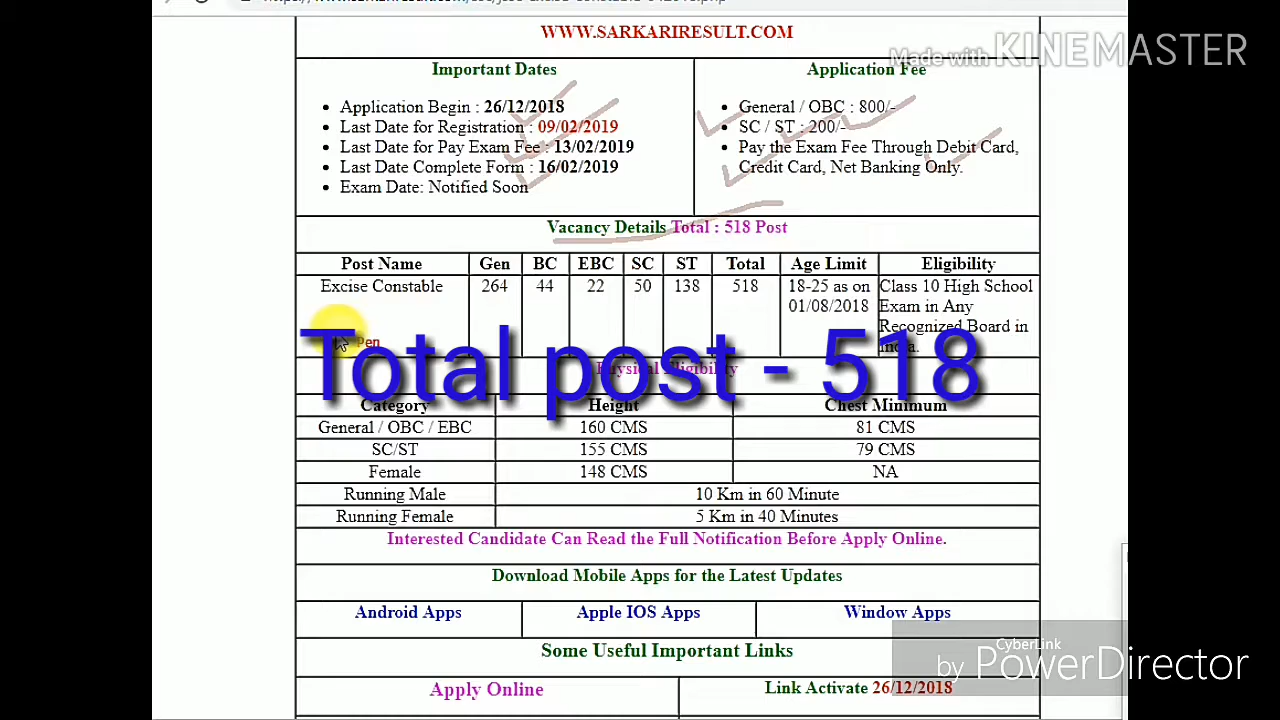 WWW.SARKARIRESULT.COM
Made with KINEMASTER
Important Dates
Application Begin : 26/12/2018
Last Date for Registration : 09/02/2019
Last Date for Pay Exam Fee : 13/02/2019
Last Date Complete Form : 16/02/2019
Exam Date: Notified Soon
Application Fee
General / OBC : 800/-
SC / ST : 200/-
Pay the Exam Fee Through Debit Card,
Credit Card, Net Banking Only.
Vacancy Details Total : 518 Post
Post Name Gen BC EBC SC ST Total Age Limit Eligibility
Excise Constable 264 44 22 50 138 518 18-25 as on 01/08/2018 Class 10 High School
Exam in Any
Recognized Board in
India.
Pen
Total post - 518
Physical Eligibility
Category Height Chest Minimum
General / OBC / EBC 160 CMS 81 CMS
SC/ST 155 CMS 79 CMS
Female 148 CMS NA
Running Male 10 Km in 60 Minute
Running Female 5 Km in 40 Minutes
Interested Candidate Can Read the Full Notification Before Apply Online.
Download Mobile Apps for the Latest Updates
Android Apps Apple IOS Apps Window Apps
Some Useful Important Links
CyberLink
by PowerDirector
Apply Online Link Activate 26/12/2018